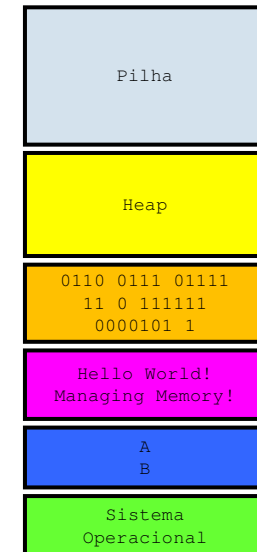 Pilha
Heap
0110 0111 01111
11 0 111111
0000101 1
Hello World!
Managing Memory!
A
B
Sistema
Operacional